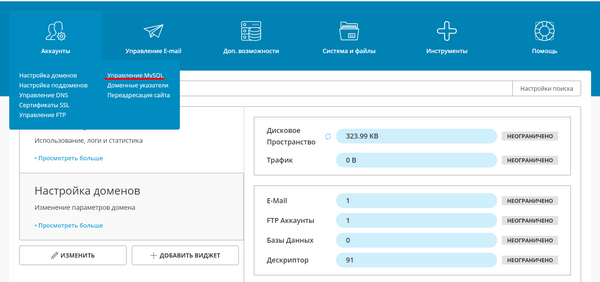 Аккаунты
Управление E-mail
Доп. возможности
Система и файлы
Инструменты
Помощь
Настройка доменов
Управление MySQL
Настройка поддоменов
Доменные указатели
Управление DNS
Переадресация сайта
Сертификаты SSL
Управление FTP
Настройки поиска
Использование, логи и статистика
• Просмотреть больше
Настройка доменов
Изменение параметров домена
• Просмотреть больше
ИЗМЕНИТЬ
ДОБАВИТЬ ВИДЖЕТ
Дисковое Пространство
323.99 KB
НЕОГРАНИЧЕНО
Трафик
0 B
НЕОГРАНИЧЕНО
E-Mail
1
НЕОГРАНИЧЕНО
FTP Аккаунты
1
НЕОГРАНИЧЕНО
Базы Данных
0
НЕОГРАНИЧЕНО
Дескриптор
91
НЕОГРАНИЧЕНО